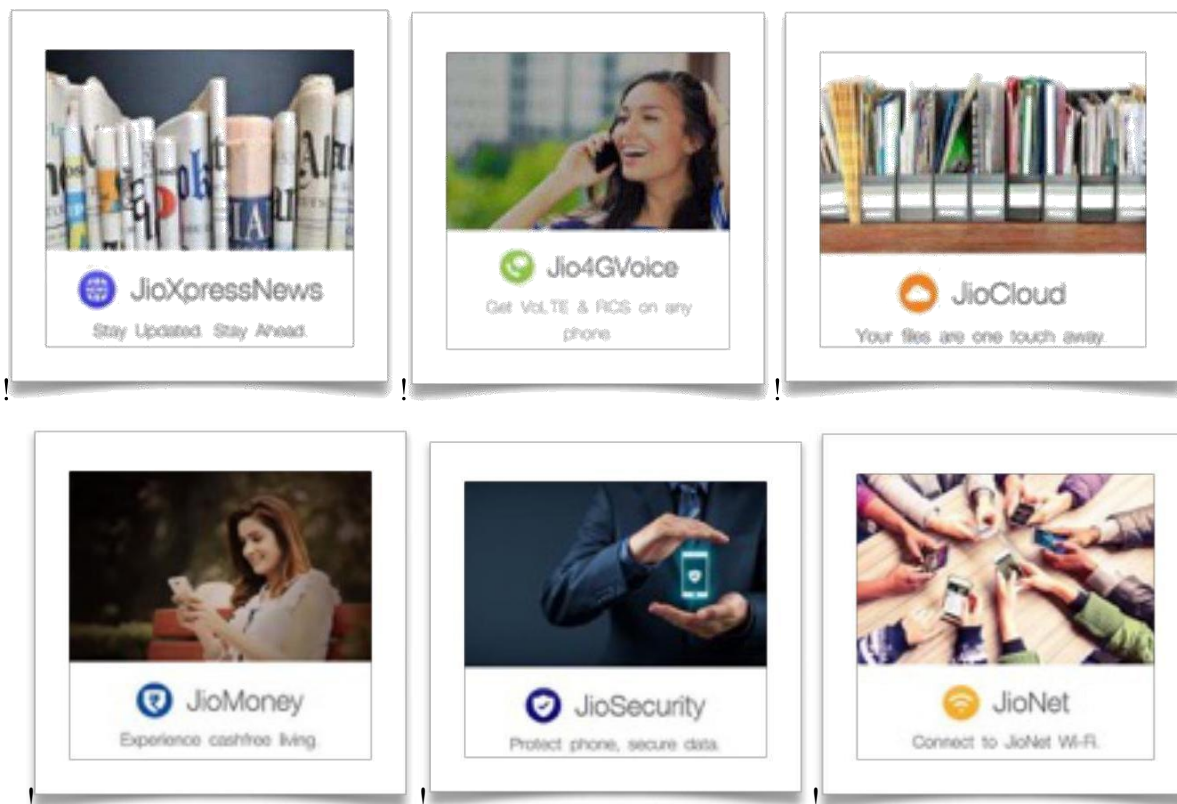 JioXpressNews
Stay Updated. Stay Ahead.
Jio4GVoice
Get VoLTE & RCS on any
phone.
JioCloud
Your files are one touch away.
!
!
!
JioMoney
Experience cashfree living.
JioSecurity
Protect phone, secure data.
JioNet
Connect to JioNet Wi-Fi.
!
!
!